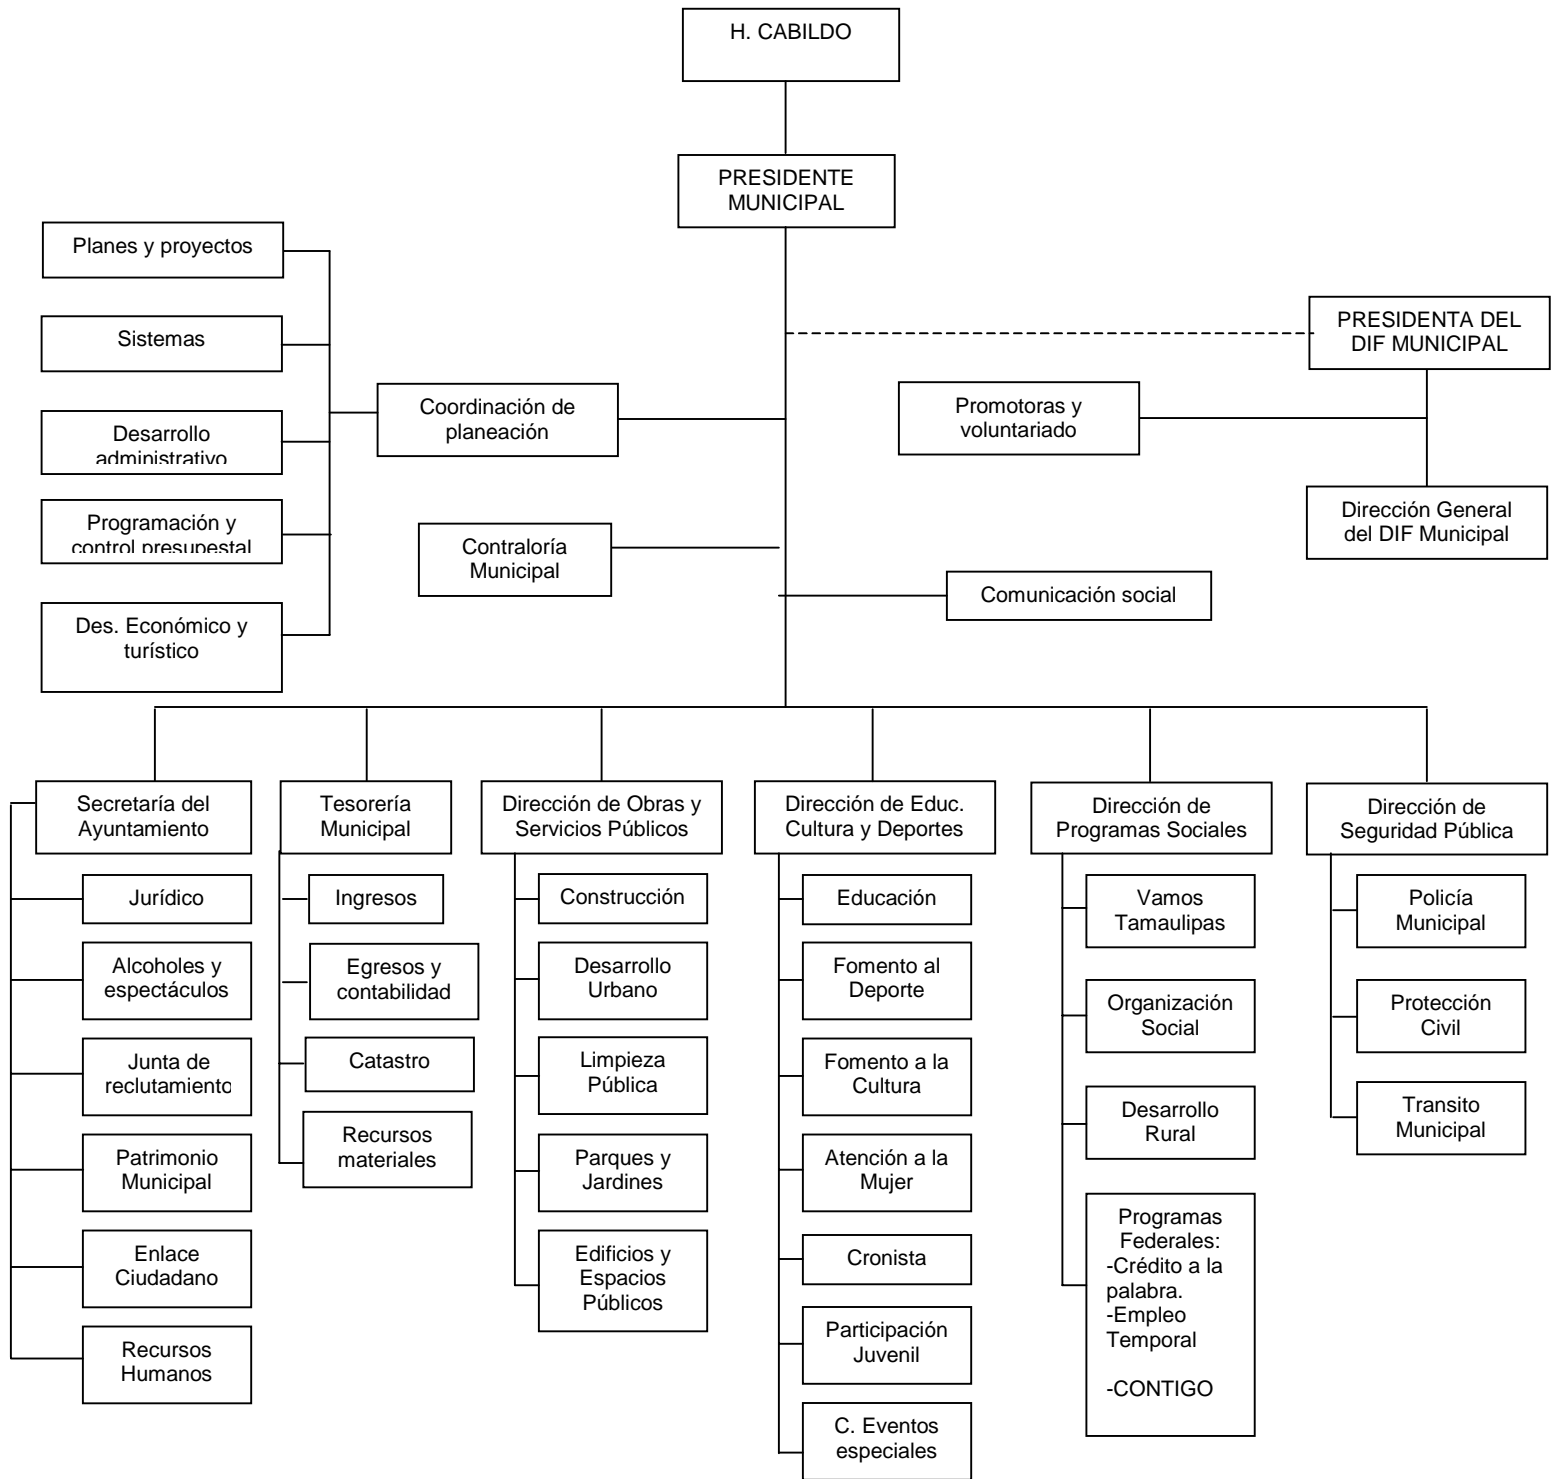 H. CABILDO
PRESIDENTE
MUNICIPAL
Planes y proyectos
Sistemas
Desarrollo
administrativo
Programación y
control presupestal
Des. Económico y
turístico
Coordinación de
planeación
Contraloría
Municipal
PRESIDENTA DEL
DIF MUNICIPAL
Promotoras y
voluntariado
Dirección General
del DIF Municipal
Comunicación social
Secretaría del
Ayuntamiento
Jurídico
Alcoholes y
espectáculos
Junta de
reclutamiento
Patrimonio
Municipal
Enlace
Ciudadano
Recursos
Humanos
Tesorería
Municipal
Ingresos
Egresos y
contabilidad
Catastro
Recursos
materiales
Dirección de Obras y
Servicios Públicos
Construcción
Desarrollo
Urbano
Limpieza
Pública
Parques y
Jardines
Edificios y
Espacios
Públicos
Dirección de Educ.
Cultura y Deportes
Educación
Fomento al
Deporte
Fomento a la
Cultura
Atención a la
Mujer
Cronista
Participación
Juvenil
C. Eventos
especiales
Dirección de
Programas Sociales
Vamos
Tamaulipas
Organización
Social
Desarrollo
Rural
Programas
Federales:
-Crédito a la
palabra.
-Empleo
Temporal
-CONTIGO
Dirección de
Seguridad Pública
Policía
Municipal
Protección
Civil
Transito
Municipal